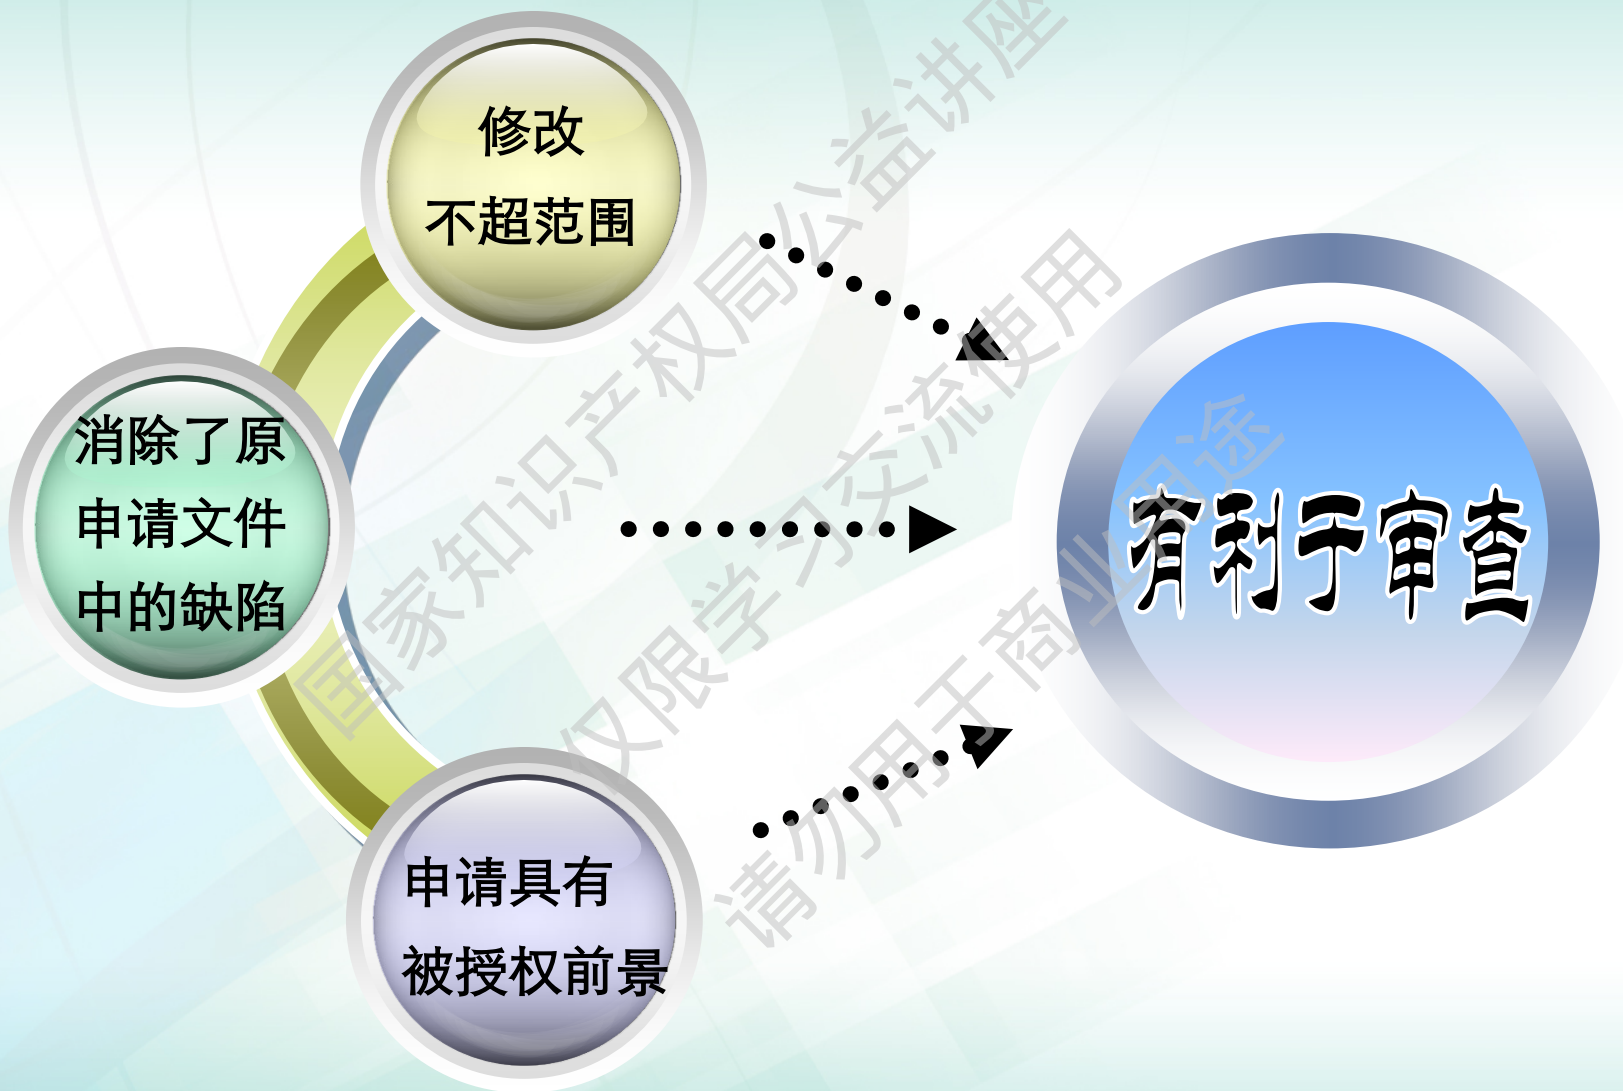 修改
不超范围
消除了原
申请文件
中的缺陷
申请具有
被授权前景
有利于审查
国家知识产权局公益讲座
仅限学习交流使用
请勿用于商业用途